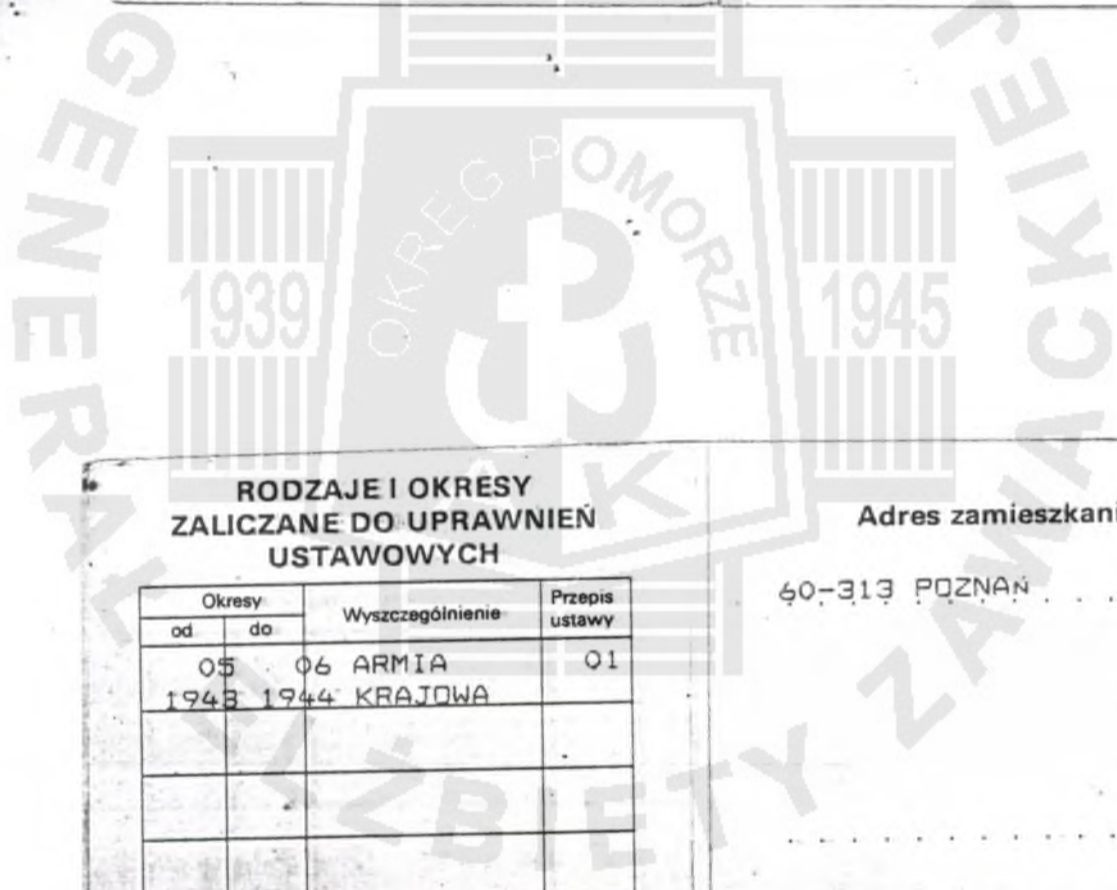 GENERAŁ ELŻBIETY ZAWACKIEJ
OKRĘG POMORZE
1939
1945
AK
RODZAJE I OKRESY
ZALICZANE DO UPRAWNIEŃ
USTAWOWYCH
Okresy
od do
Wyszczególnienie
Przepis
ustawy
05 06 ARMIA 01
1943 1944 KRAJOWA
Adres zamieszkani
60-313 POZNAŃ